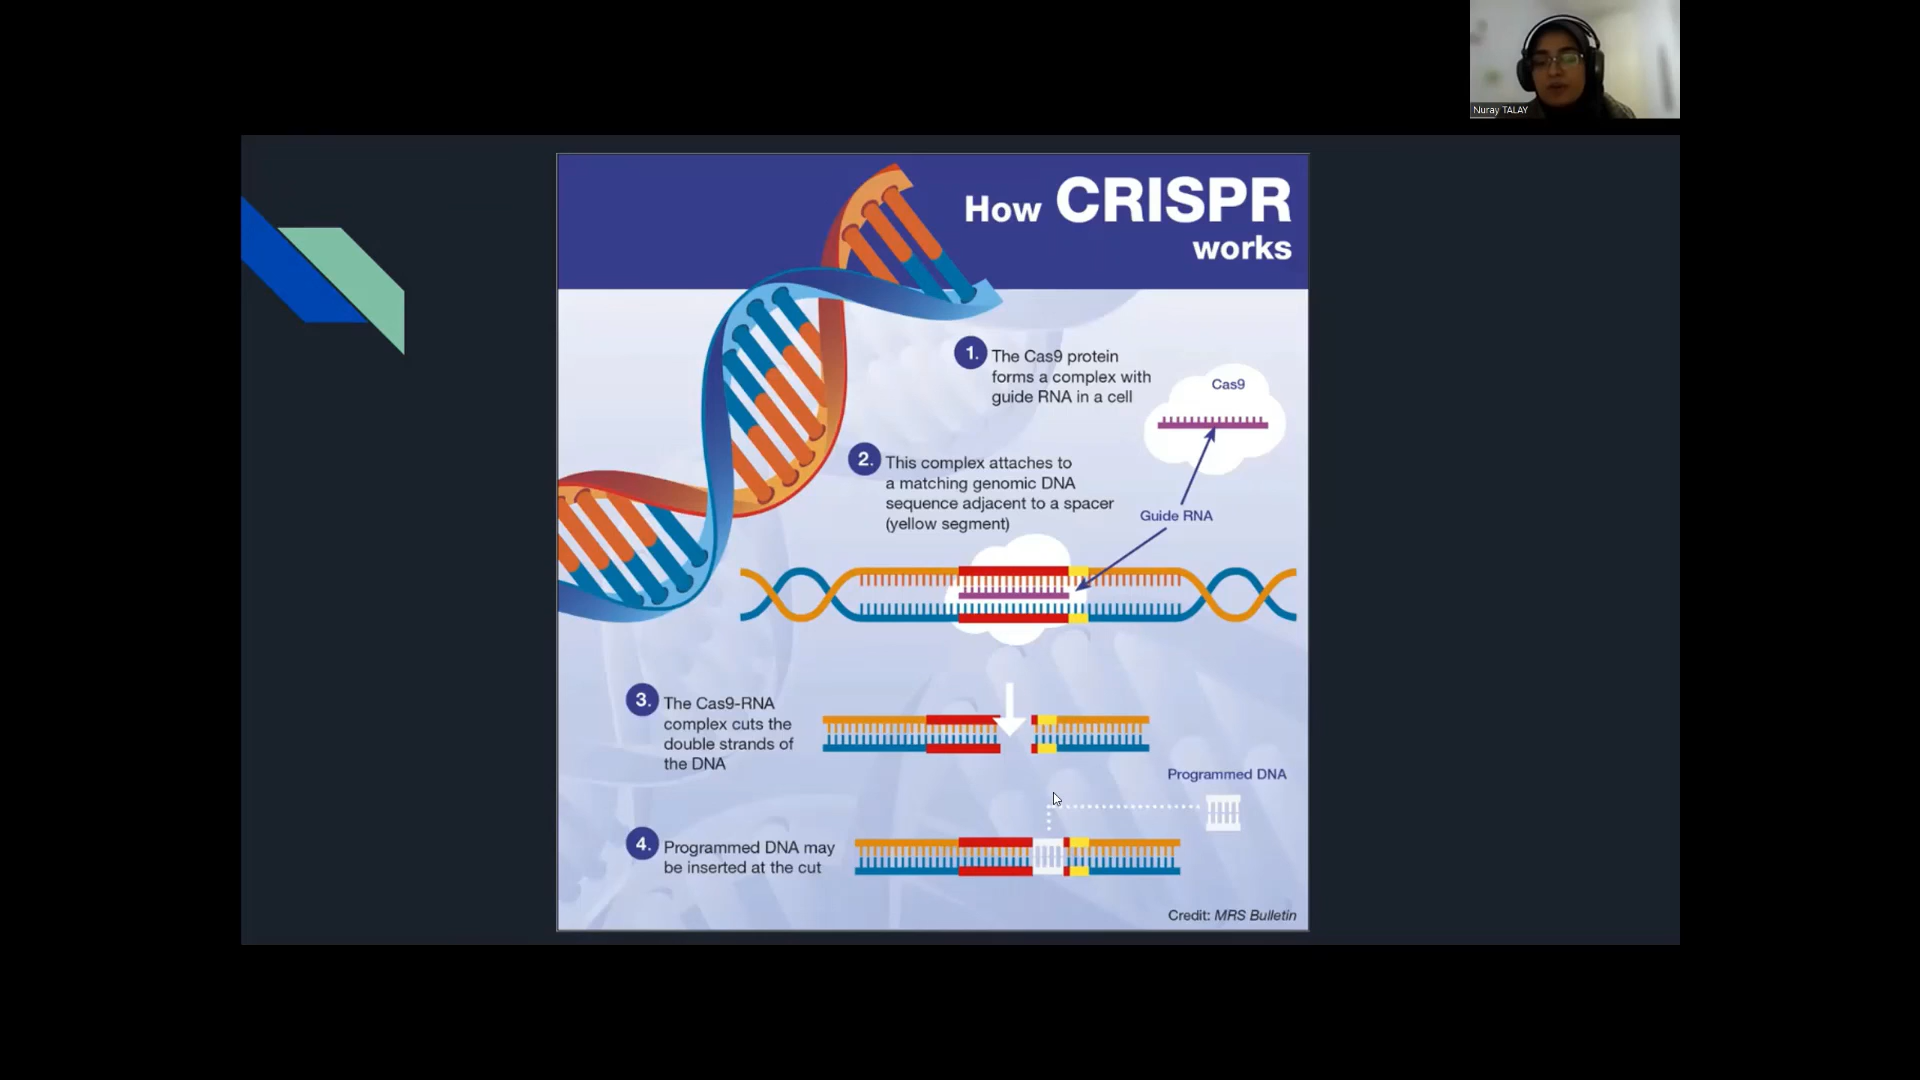 Nuray TALAY
How CRISPR
works
1. The Cas9 protein
forms a complex with
guide RNA in a cell
Cas9
2. This complex attaches to
a matching genomic DNA
sequence adjacent to a spacer
(yellow segment)
Guide RNA
3. The Cas9-RNA
complex cuts the
double strands of
the DNA
Programmed DNA
4. Programmed DNA may
be inserted at the cut
Credit: MRS Bulletin